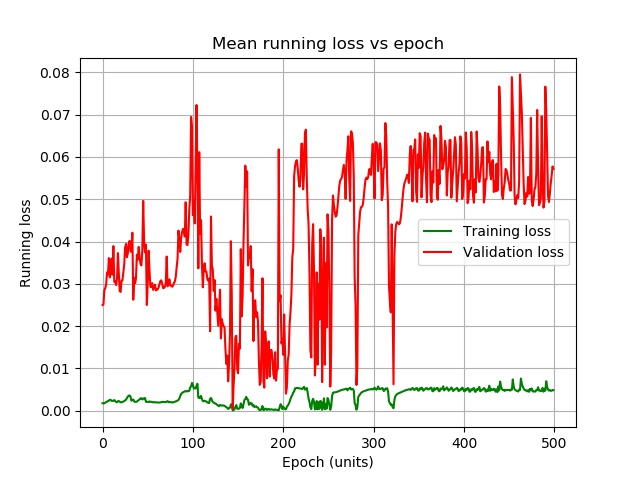 Mean running loss vs epoch
Running loss
0.08
0.07
0.06
0.05
0.04
0.03
0.02
0.01
0.00
Training loss
Validation loss
0 100 200 300 400 500
Epoch (units)